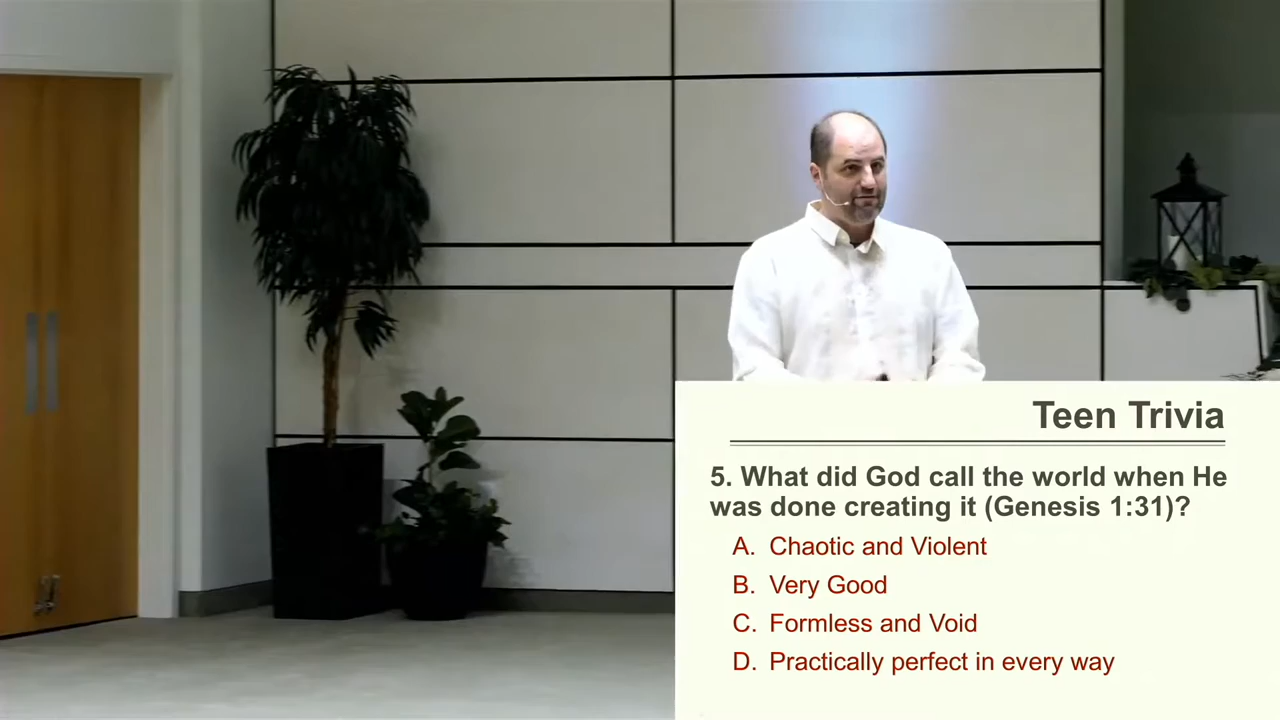 Teen Trivia
5. What did God call the world when He
was done creating it (Genesis 1:31)?
A. Chaotic and Violent
B. Very Good
C. Formless and Void
D. Practically perfect in every way